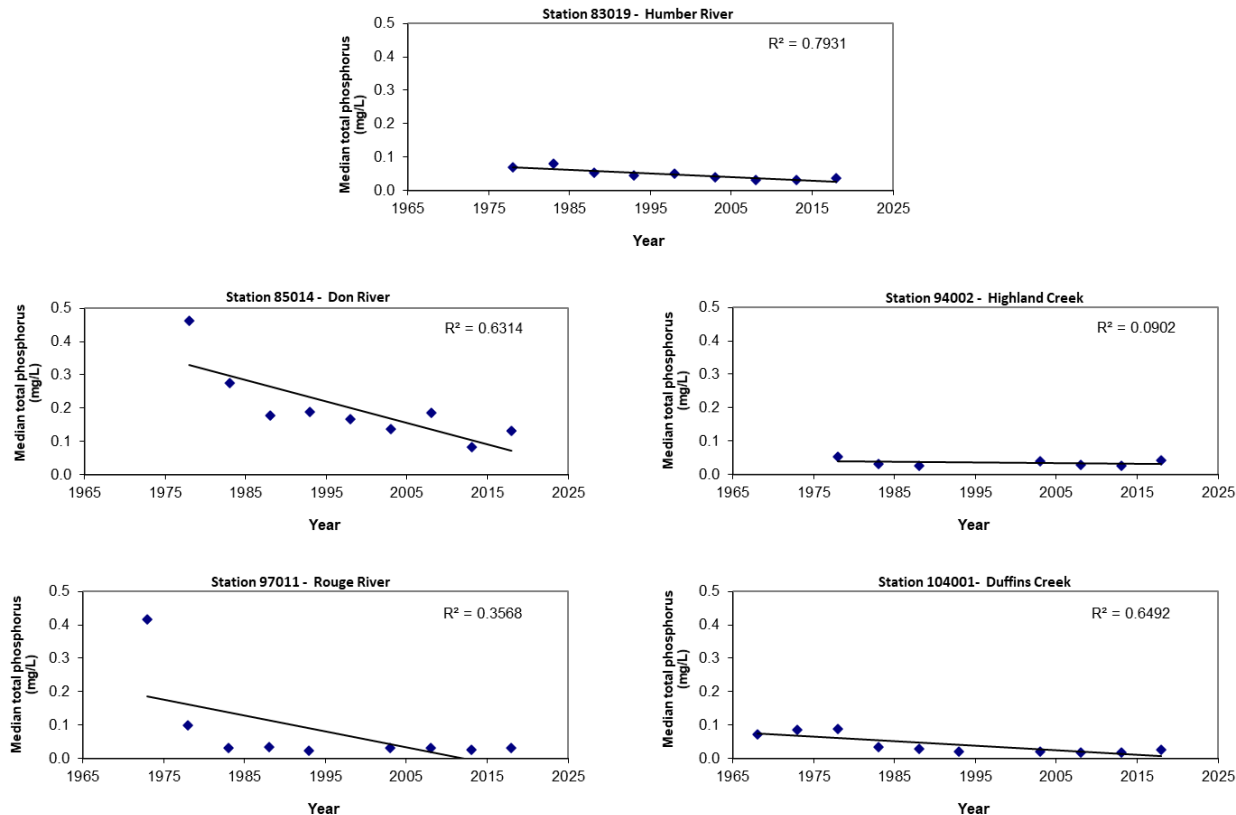 Station 83019 - Humber River
R² = 0.7931
Median total phosphorus
(mg/L)
0.5
0.4
0.3
0.2
0.1
0.0
1965 1975 1985 1995 2005 2015 2025
Year
Station 85014 - Don River
R² = 0.6314
Median total phosphorus
(mg/L)
0.5
0.4
0.3
0.2
0.1
0.0
1965 1975 1985 1995 2005 2015 2025
Year
Station 94002 - Highland Creek
R² = 0.0902
Median total phosphorus
(mg/L)
0.5
0.4
0.3
0.2
0.1
0.0
1965 1975 1985 1995 2005 2015 2025
Year
Station 97011 - Rouge River
R² = 0.3568
Median total phosphorus
(mg/L)
0.5
0.4
0.3
0.2
0.1
0.0
1965 1975 1985 1995 2005 2015 2025
Year
Station 104001- Duffins Creek
R² = 0.6492
Median total phosphorus
(mg/L)
0.5
0.4
0.3
0.2
0.1
0.0
1965 1975 1985 1995 2005 2015 2025
Year